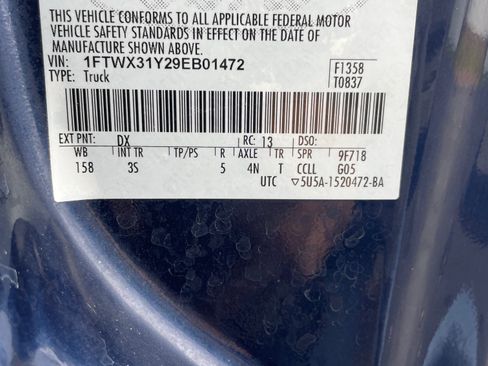 THIS VEHICLE CONFORMS TO ALL APPLICABLE FEDERAL MOTOR
VEHICLE SAFETY STANDARDS IN EFFECT ON THE DATE OF
MANUFACTURE SHOWN ABOVE.
VIN: 1FTWX31Y29EB01472
TYPE: Truck
F1358
T0837
EXT PNT: DX RC: 13 DSO:
WB INT TR TP/PS R AXLE TR SPR 9F718
158 3S 5 4N T CCLL G05
UTC ▽5U5A-1520472-BA